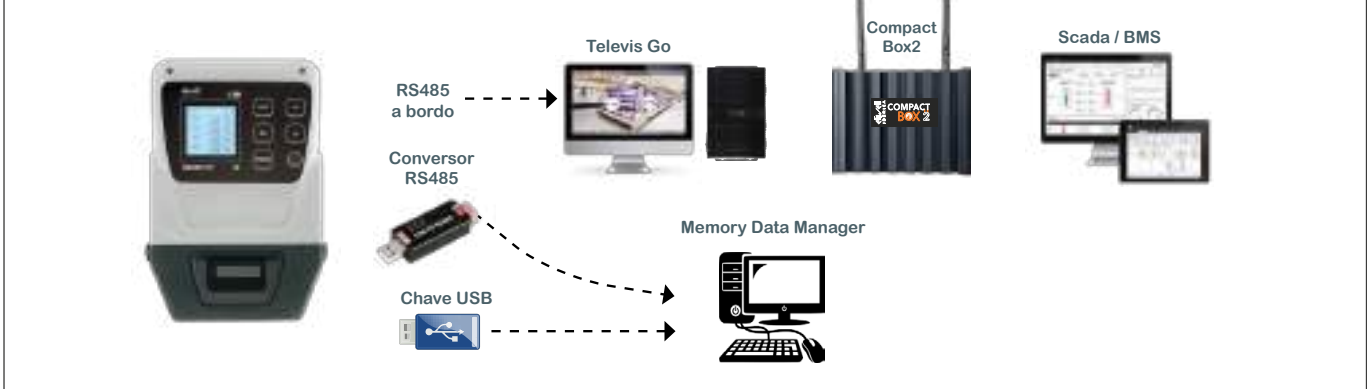 Compact
Box2
Scada / BMS
Televis Go
RS485
a bordo
COMPACT
BOX 2
Conversor
RS485
Memory Data Manager
Chave USB